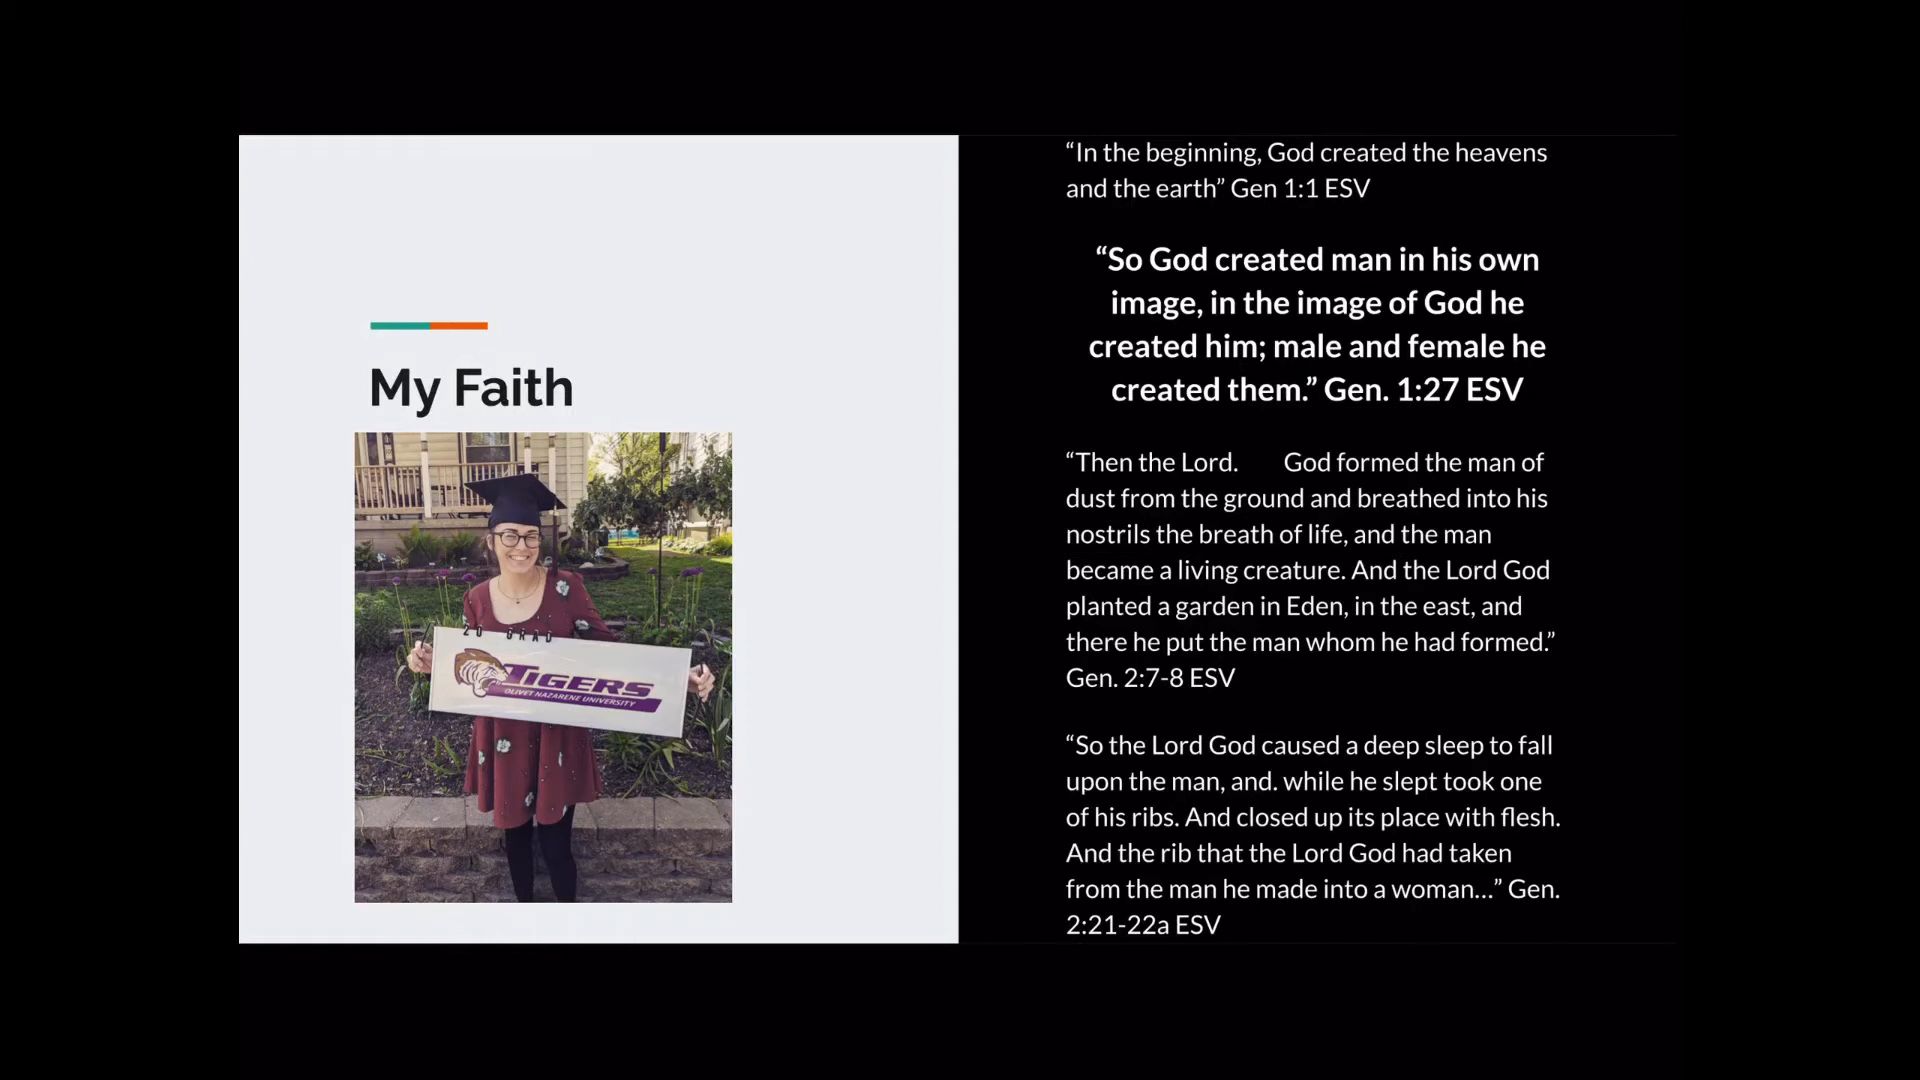 My Faith
20 GRAD
TIGERS
OLIVET NAZARENE UNIVERSITY
“In the beginning, God created the heavens
and the earth” Gen 1:1 ESV
“So God created man in his own
image, in the image of God he
created him; male and female he
created them.” Gen. 1:27 ESV
“Then the Lord. God formed the man of
dust from the ground and breathed into his
nostrils the breath of life, and the man
became a living creature. And the Lord God
planted a garden in Eden, in the east, and
there he put the man whom he had formed.”
Gen. 2:7-8 ESV
“So the Lord God caused a deep sleep to fall
upon the man, and. while he slept took one
of his ribs. And closed up its place with flesh.
And the rib that the Lord God had taken
from the man he made into a woman...” Gen.
2:21-22a ESV